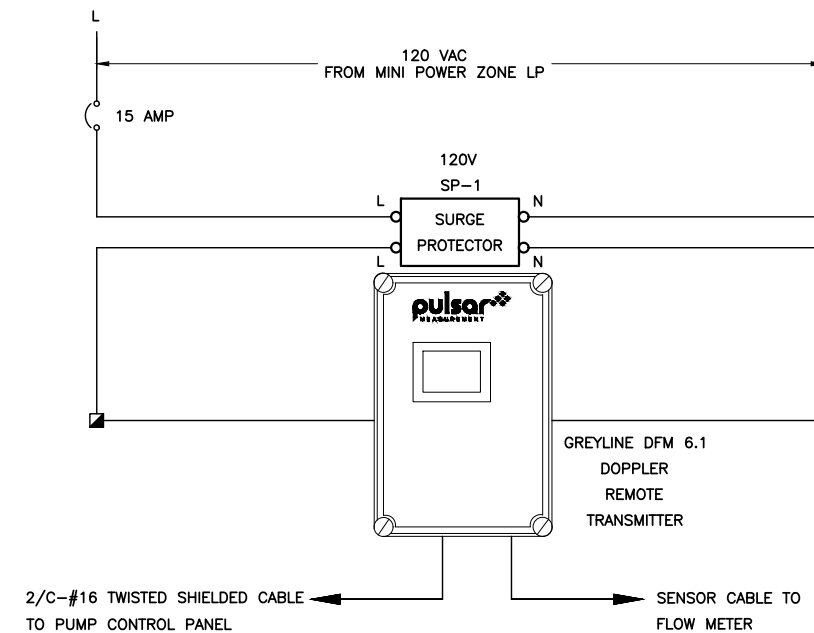 L
120 VAC
FROM MINI POWER ZONE LP
15 AMP
120V
SP-1
L
N
SURGE
PROTECTOR
L
N
pulsar
MEASUREMENT
GREYLINE DFM 6.1
DOPPLER
REMOTE
TRANSMITTER
2/C-#16 TWISTED SHIELDED CABLE
TO PUMP CONTROL PANEL
SENSOR CABLE TO
FLOW METER